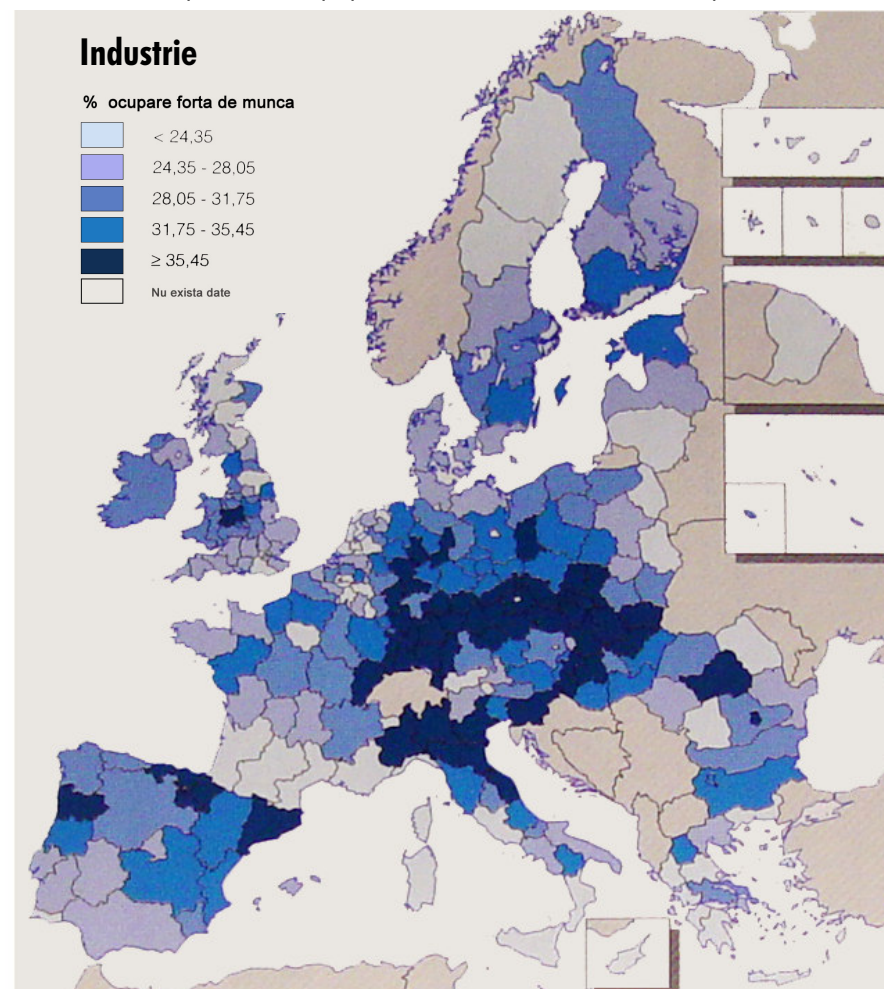 Industrie
% ocupare forta de munca
< 24,35
24,35 - 28,05
28,05 - 31,75
31,75 - 35,45
≥ 35,45
Nu exista date